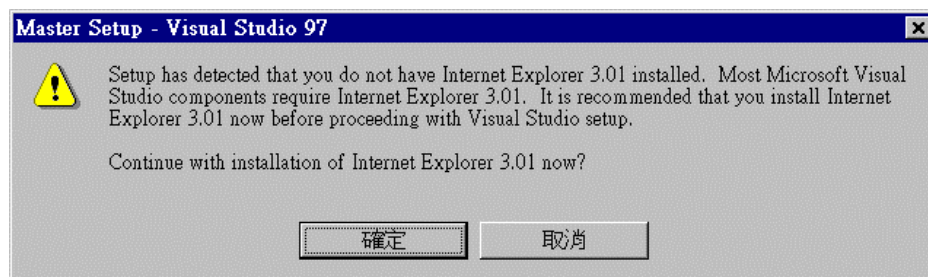 Master Setup - Visual Studio 97
Setup has detected that you do not have Internet Explorer 3.01 installed.  Most Microsoft Visual
Studio components require Internet Explorer 3.01.  It is recommended that you install Internet
Explorer 3.01 now before proceeding with Visual Studio setup.
Continue with installation of Internet Explorer 3.01 now?
確定
取消